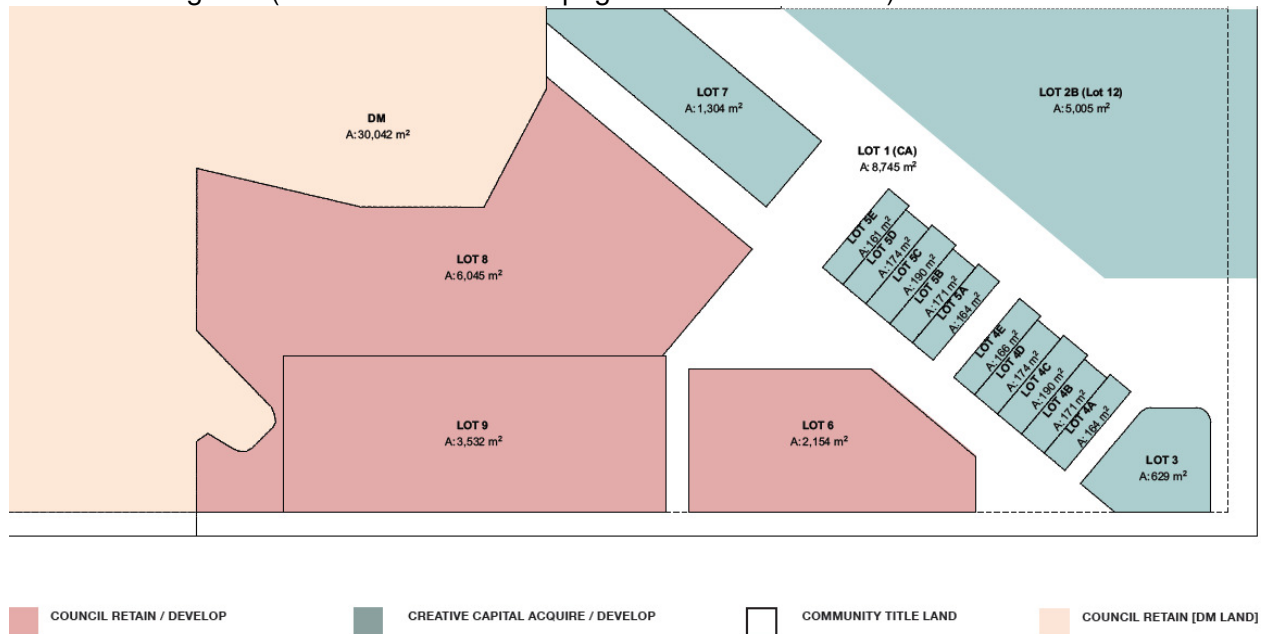 LOT 7
A:1,304 m²
LOT 2B (Lot 12)
A:5,005 m²
DM
A:30,042 m²
LOT 1 (CA)
A: 8,745 m²
LOT 5E
A:161 m²
LOT 5D
A:174 m²
LOT 5C
A:190 m²
LOT 5B
A:171 m²
LOT 5A
A:164 m²
LOT 8
A:6,045 m²
LOT 4E
A:166 m²
LOT 4D
A:174 m²
LOT 4C
A:190 m²
LOT 4B
A:171 m²
LOT 4A
A:164 m²
LOT 9
A:3,532 m²
LOT 6
A:2,154 m²
LOT 3
A:629 m²
COUNCIL RETAIN / DEVELOP
CREATIVE CAPITAL ACQUIRE / DEVELOP
COMMUNITY TITLE LAND
COUNCIL RETAIN [DM LAND]